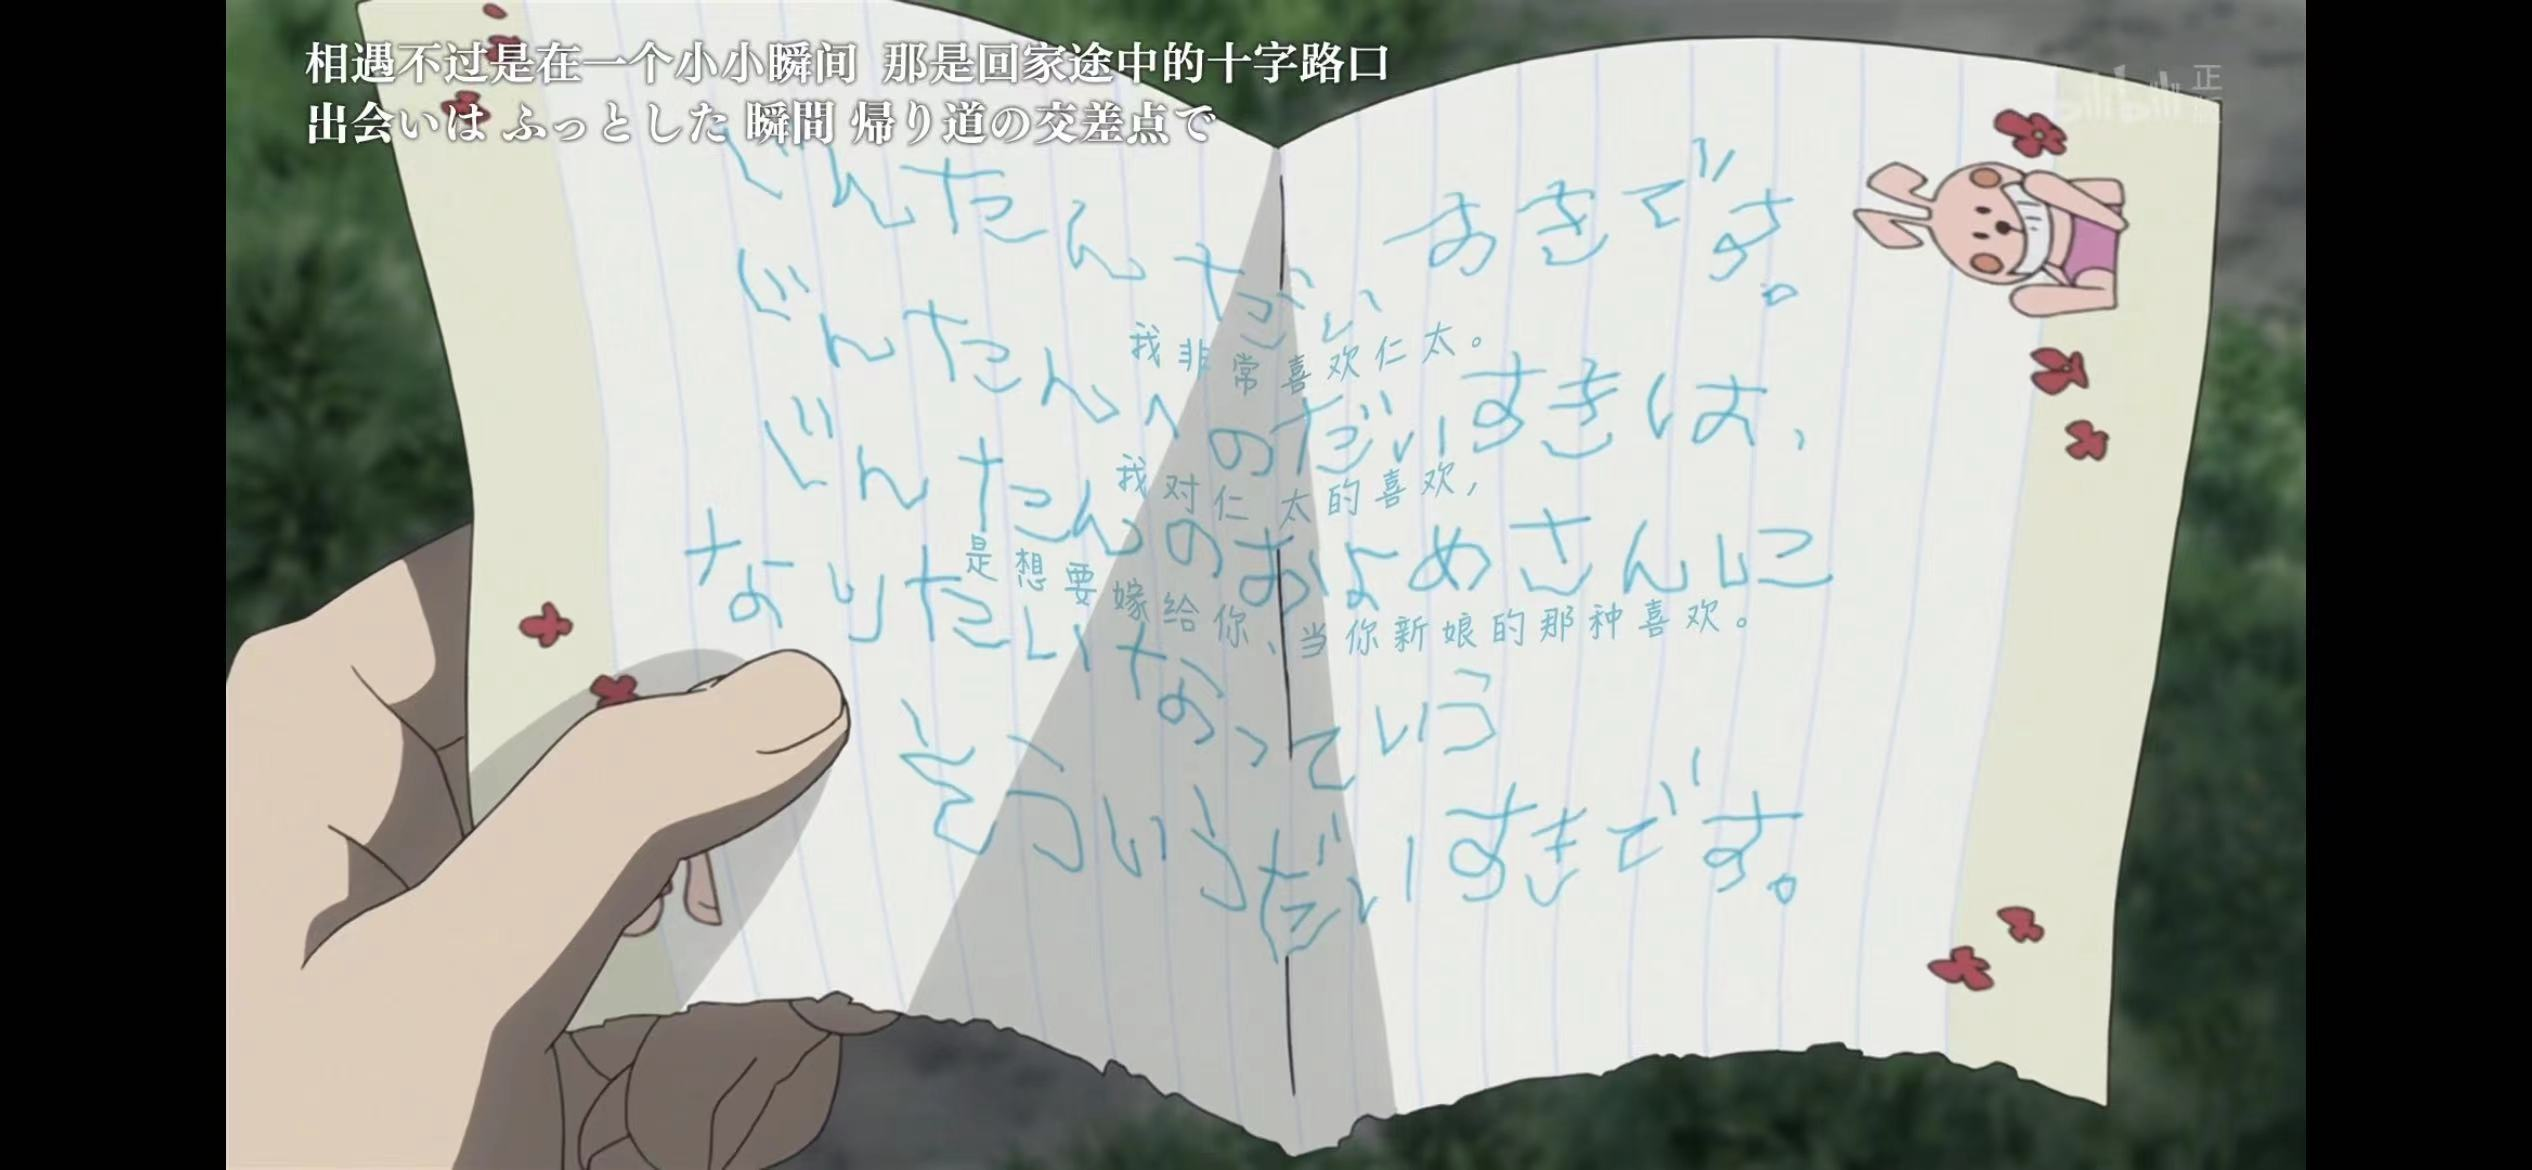 相遇不过是在一个小小瞬间 那是回家途中的十字路口
出会いは ふっとした 瞬間 帰り道の交差点で
じんたん だい すきです。
我非常喜欢仁太。
じんたんへのだいすきは、
我对仁太的喜欢，
じんたんのおよめさんに
是想要嫁给你、当你新娘的那种喜欢。
なりたいなっていう
そういうだいすきです。
bilibili 正版